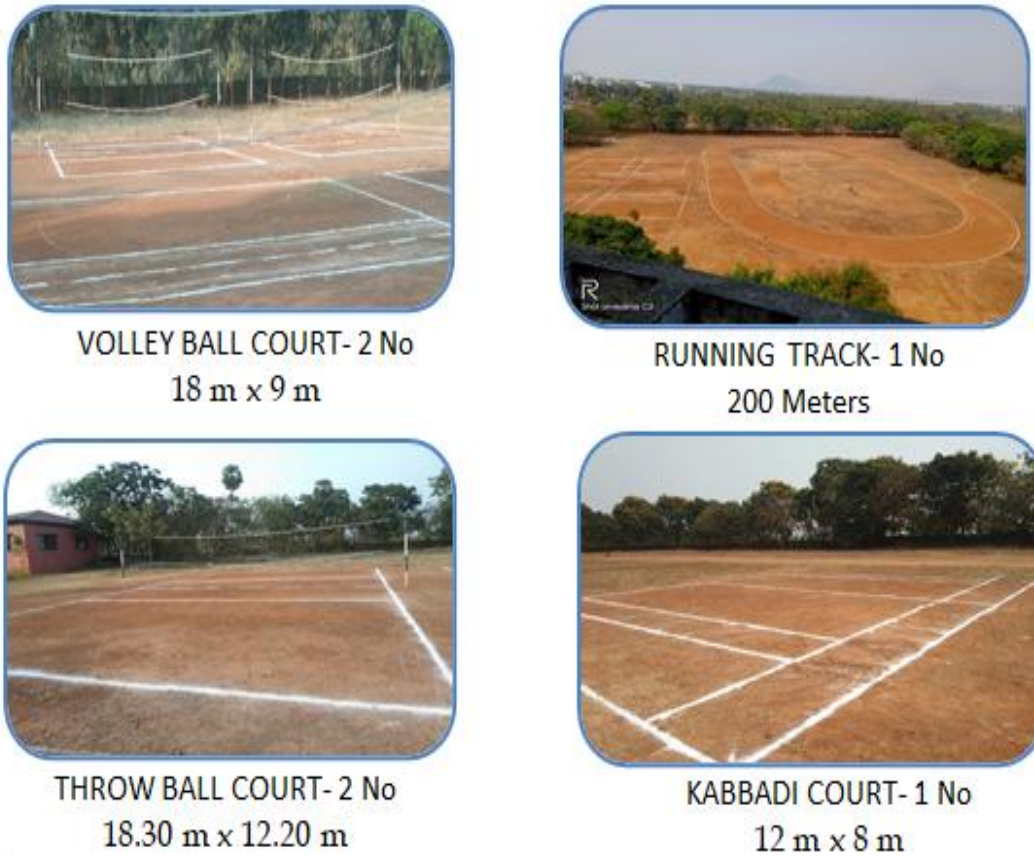 VOLLEY BALL COURT- 2 No
18 m x 9 m
RUNNING TRACK- 1 No
200 Meters
THROW BALL COURT- 2 No
18.30 m x 12.20 m
KABBADI COURT- 1 No
12 m x 8 m